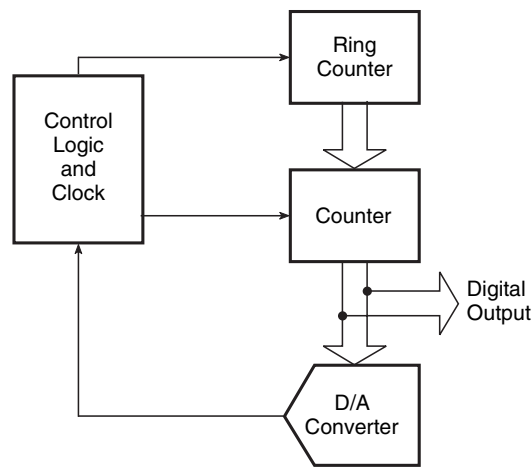 Ring
Counter
Control
Logic
and
Clock
Counter
Digital
Output
D/A
Converter